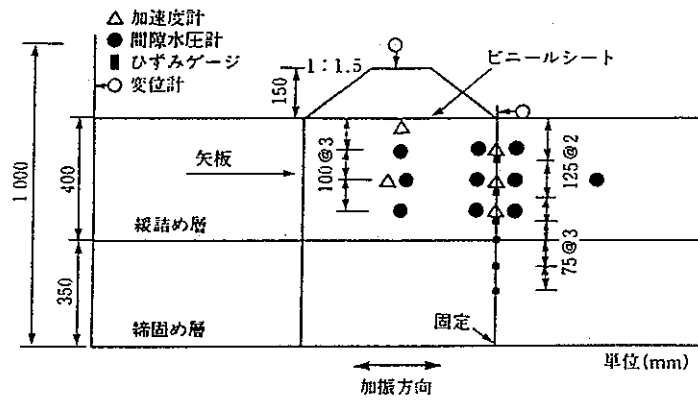 加速度計
間隙水圧計
ひずみゲージ
変位計
1:1.5
ビニールシート
150
1000
矢板
100@3
125@2
400
緩詰め層
75@3
350
締固め層
固定
単位(mm)
加振方向